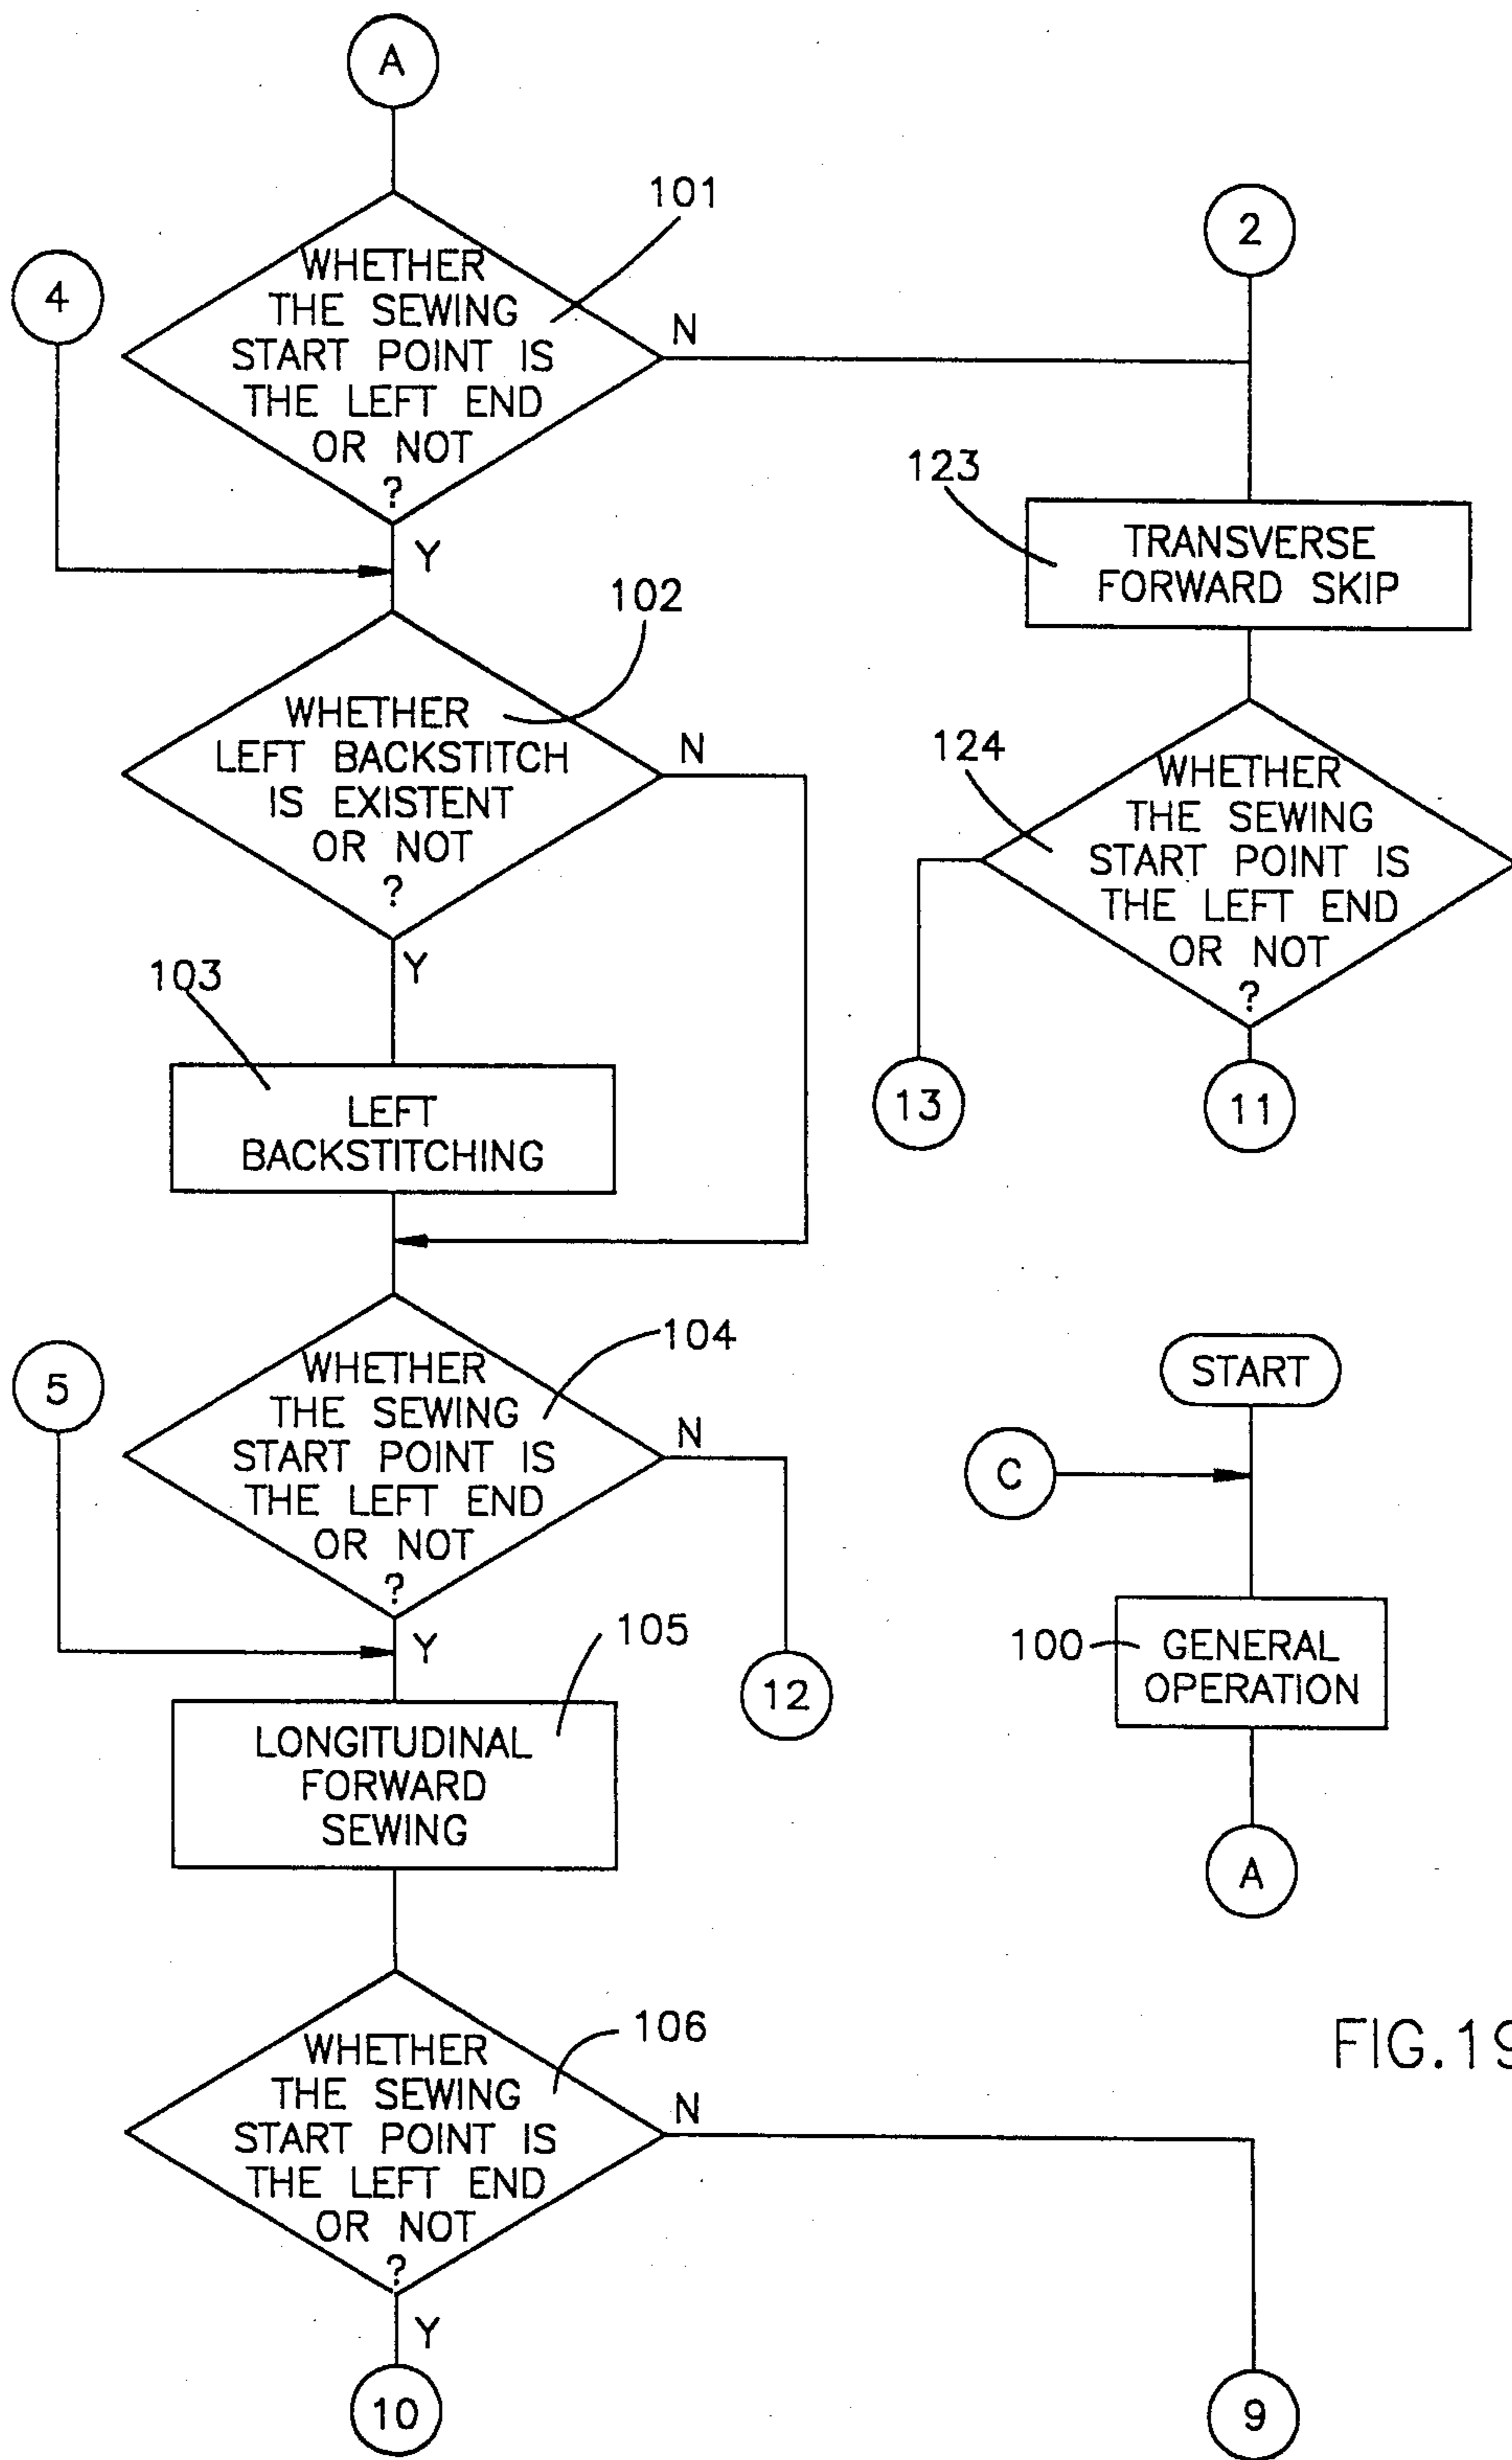 A
101
WHETHER
THE SEWING
START POINT IS
THE LEFT END
OR NOT
?
N
Y
4
102
WHETHER
LEFT BACKSTITCH
IS EXISTENT
OR NOT
?
N
Y
103
LEFT
BACKSTITCHING
104
WHETHER
THE SEWING
START POINT IS
THE LEFT END
OR NOT
?
N
Y
5
12
105
LONGITUDINAL
FORWARD
SEWING
106
WHETHER
THE SEWING
START POINT IS
THE LEFT END
OR NOT
?
N
Y
10
9
2
123
TRANSVERSE
FORWARD SKIP
124
WHETHER
THE SEWING
START POINT IS
THE LEFT END
OR NOT
?
13
11
START
C
100
GENERAL
OPERATION
A
FIG.19